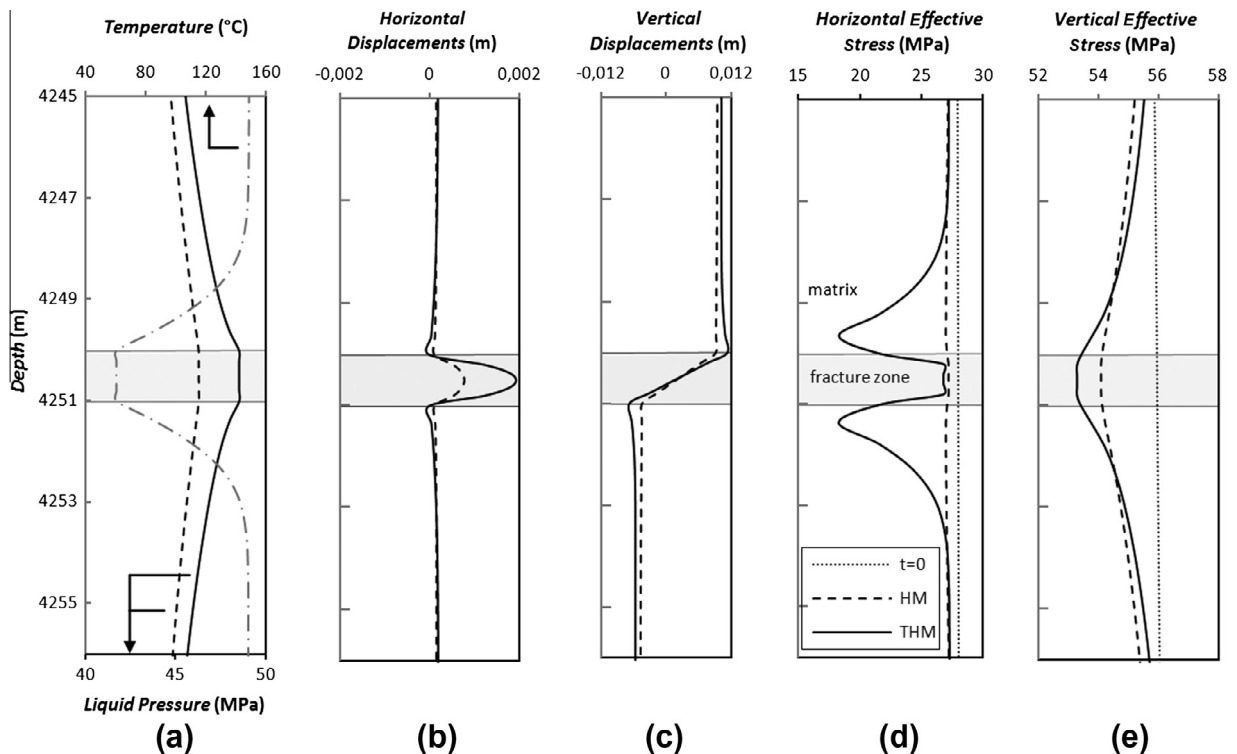 Temperature (°C)
40 80 120 160
4245
4247
4249
4251
4253
4255
Depth (m)
40 45 50
Liquid Pressure (MPa)
(a)
Horizontal
Displacements (m)
-0,002 0 0,002
(b)
Vertical
Displacements (m)
-0,012 0 0,012
(c)
Horizontal Effective
Stress (MPa)
15 20 25 30
matrix
fracture zone
t=0
HM
THM
(d)
Vertical Effective
Stress (MPa)
52 54 56 58
(e)